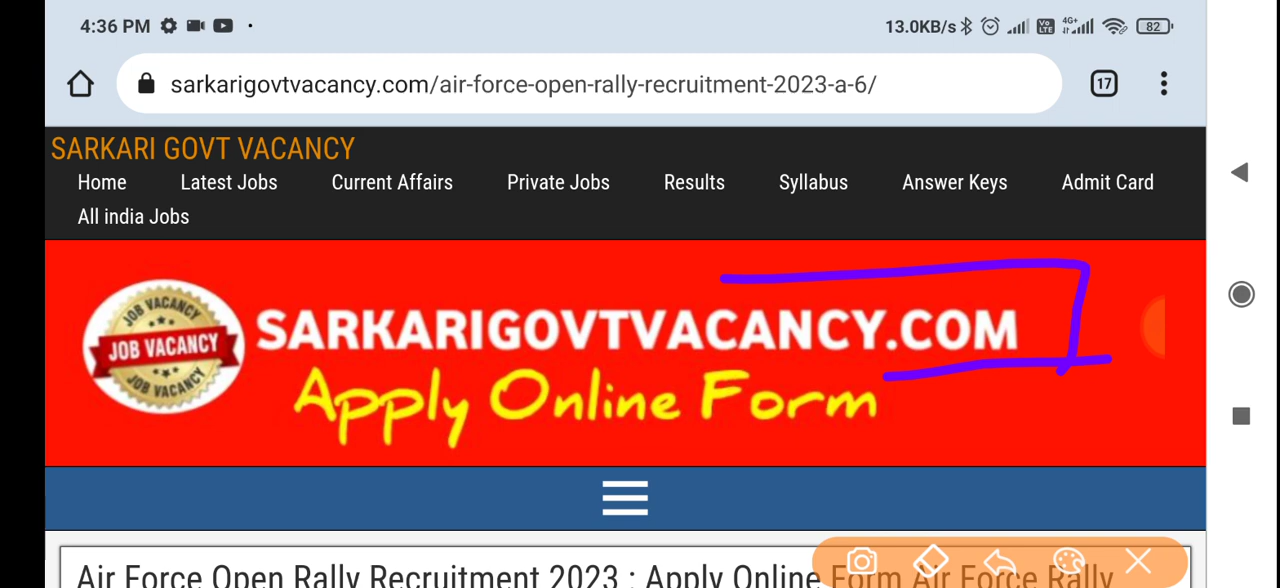 4:36 PM
13.0KB/s
Vo LTE
4G+
82
sarkarigovtvacancy.com/air-force-open-rally-recruitment-2023-a-6/
17
SARKARI GOVT VACANCY
Home Latest Jobs Current Affairs Private Jobs Results Syllabus Answer Keys Admit Card
All india Jobs
JOB VACANCY
JOB VACANCY
JOB VACANCY
SARKARIGOVTVACANCY.COM
Apply Online Form
Air Force Open Rally Recruitment 2023 : Apply Online Form Air Force Rally